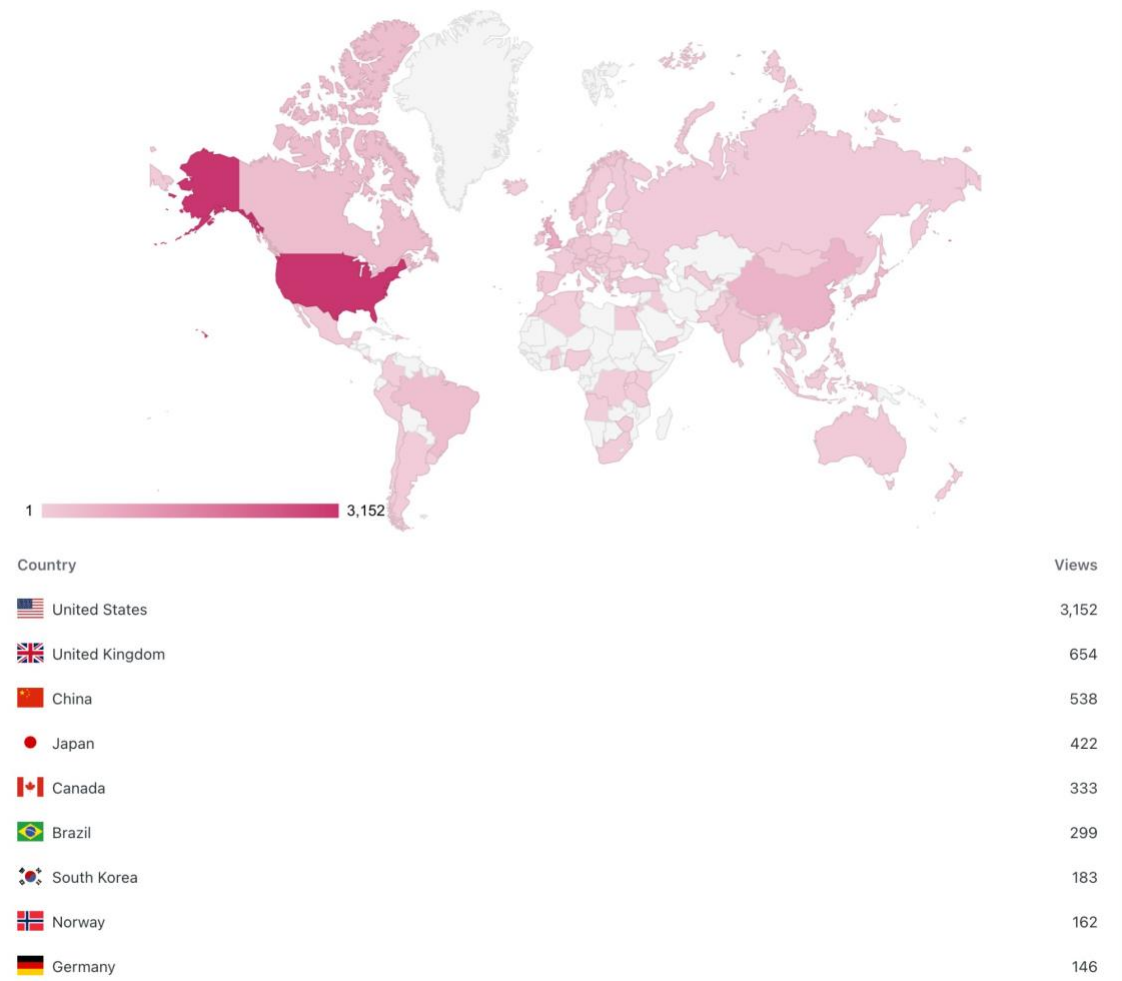 1 3,152
Country Views
United States 3,152
United Kingdom 654
China 538
Japan 422
Canada 333
Brazil 299
South Korea 183
Norway 162
Germany 146